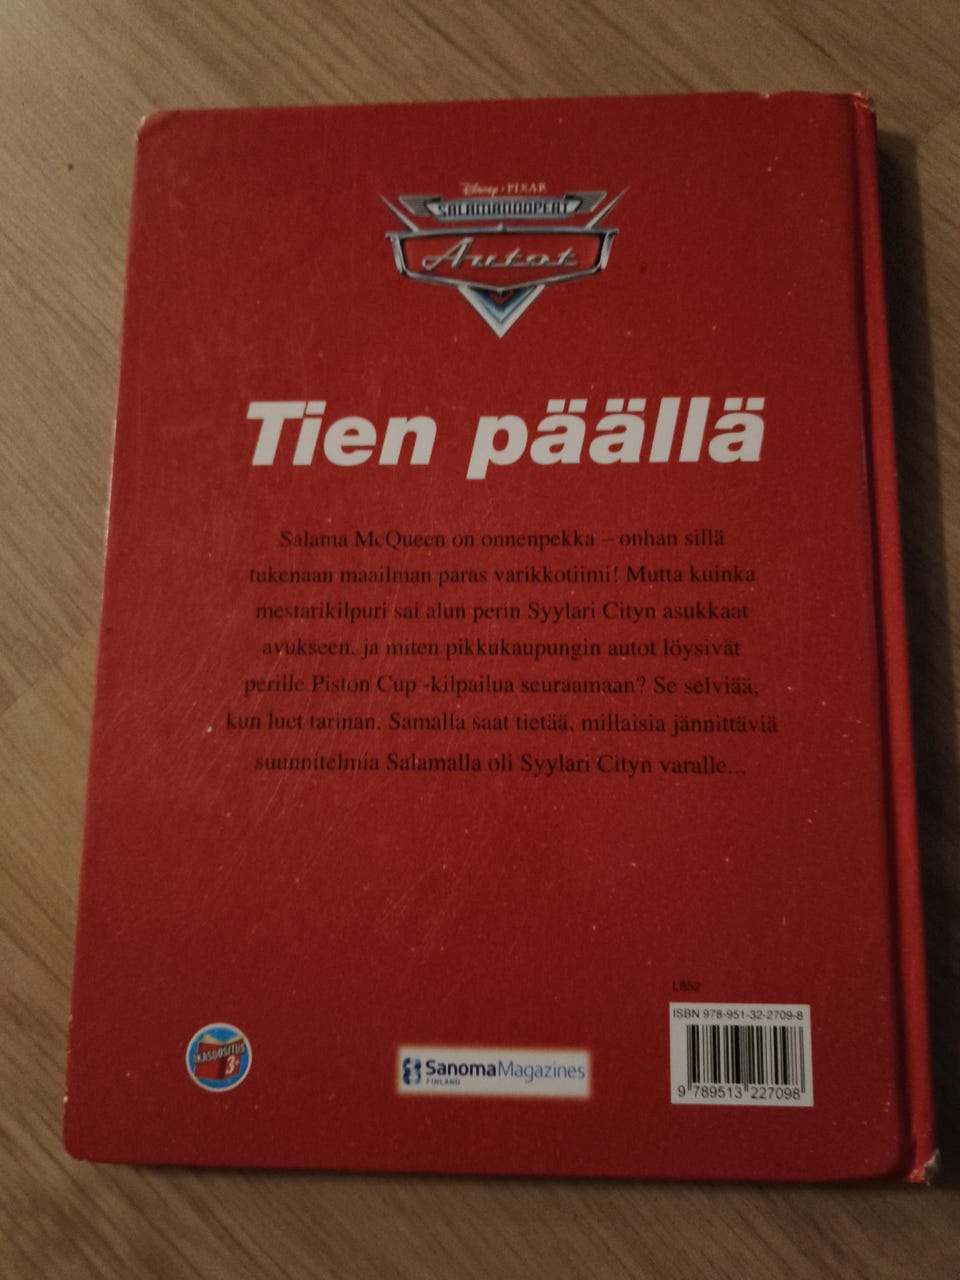 Disney · PIXAR
SALAMANOOPEAT
Autot
Tien päällä
Salama McQueen on onnenpekka – onhan sillä
tukenaan maailman paras varikkotiimi! Mutta kuinka
mestarikilpuri sai alun perin Syylari Cityn asukkaat
avukseen, ja miten pikkukaupungin autot löysivät
perille Piston Cup -kilpailua seuraamaan? Se selviää,
kun luet tarinan. Samalla saat tietää, millaisia jännittäviä
suunnitelmia Salamalla oli Syylari Cityn varalle...
L852
ISBN 978-951-32-2709-8
IKÄSUOSITUS
3+
SanomaMagazines
FINLAND
9 789513 227098